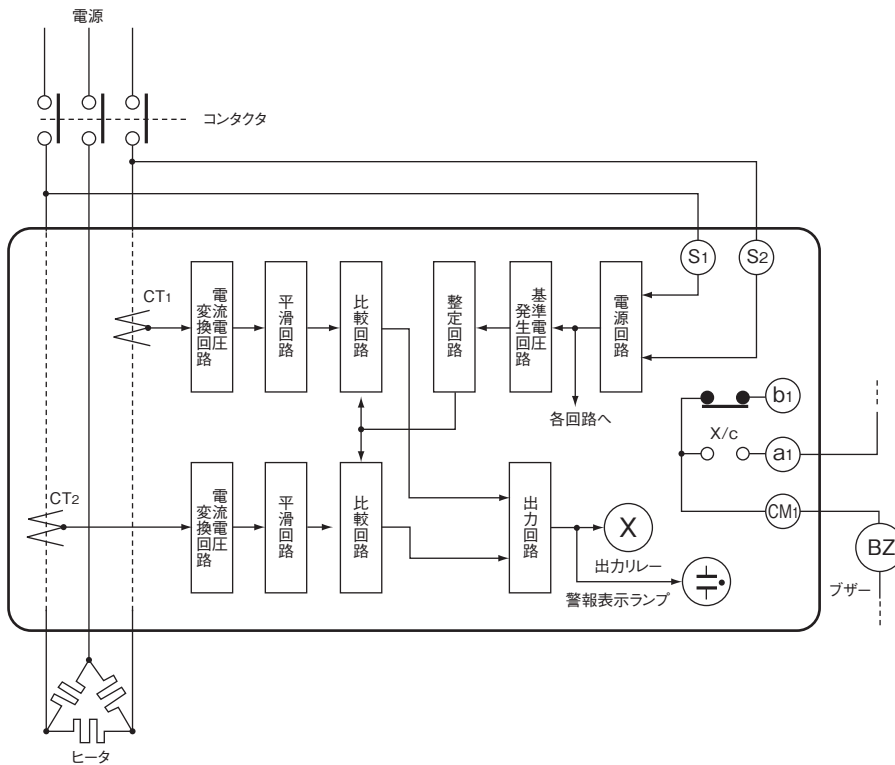 電源
コンタクタ
S1
S2
CT1
電流電圧
変換回路
平滑回路
比較回路
整定回路
基準電圧
発生回路
電源回路
各回路へ
b1
X/c
a1
CM1
BZ
ブザー
CT2
電流電圧
変換回路
平滑回路
比較回路
出力回路
X
出力リレー
警報表示ランプ
ヒータ